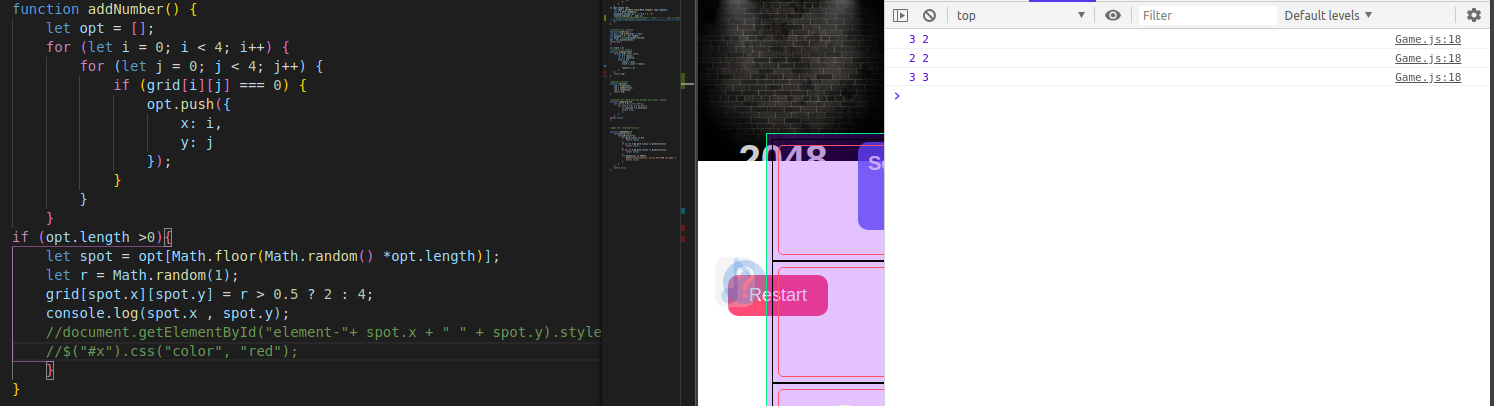 function addNumber() {
let opt = [];
for (let i = 0; i < 4; i++) {
for (let j = 0; j < 4; j++) {
if (grid[i][j] === 0) {
opt.push({
x: i,
y: j
});
}
}
}
if (opt.length >0){
let spot = opt[Math.floor(Math.random() *opt.length)];
let r = Math.random(1);
grid[spot.x][spot.y] = r > 0.5 ? 2 : 4;
console.log(spot.x , spot.y);
//document.getElementById("element-"+ spot.x + " " + spot.y).style
//$("#x").css("color", "red");
}
}
2048
Restart
top
Filter
Default levels
3 2 Game.js:18
2 2 Game.js:18
3 3 Game.js:18